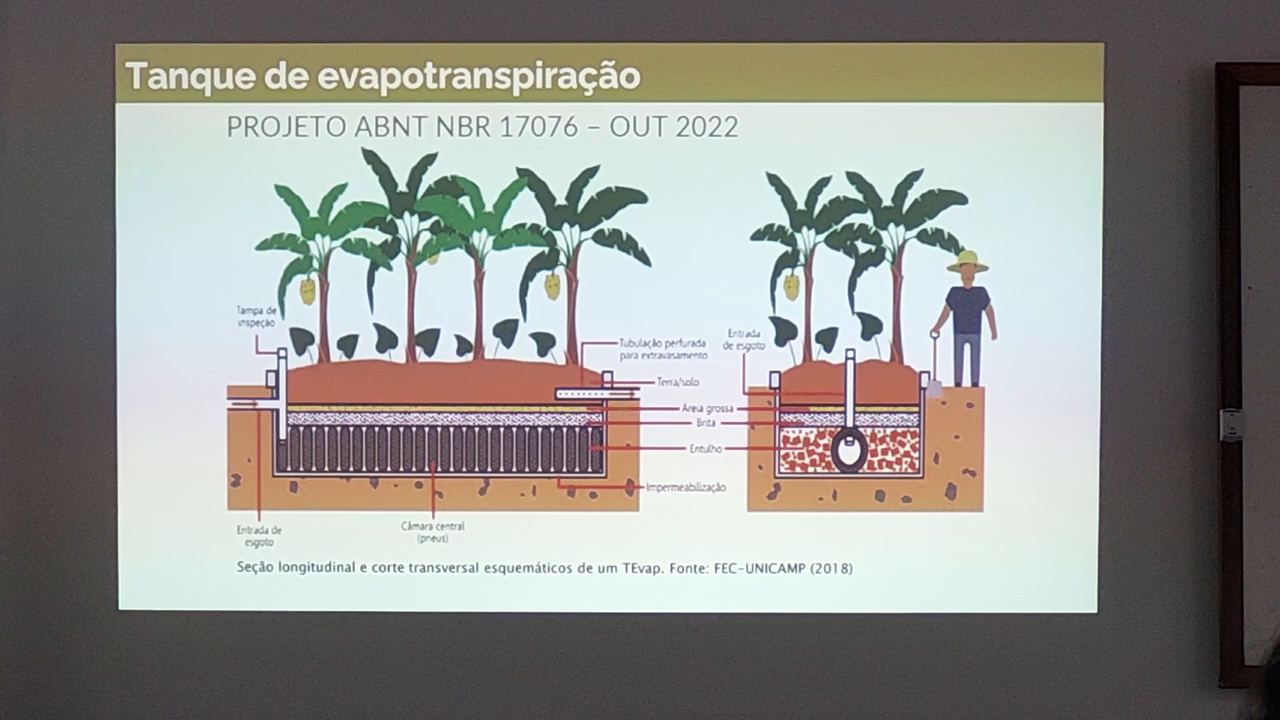 Tanque de evapotranspiração
PROJETO ABNT NBR 17076 – OUT 2022
Tampa de
inspeção
Tubulação perfurada
para extravasamento
Terra/solo
Entrada
de esgoto
Areia grossa
Brita
Entulho
Impermeabilização
Entrada de
esgoto
Câmara central
(pneus)
Seção longitudinal e corte transversal esquemáticos de um TEvap. Fonte: FEC-UNICAMP (2018)